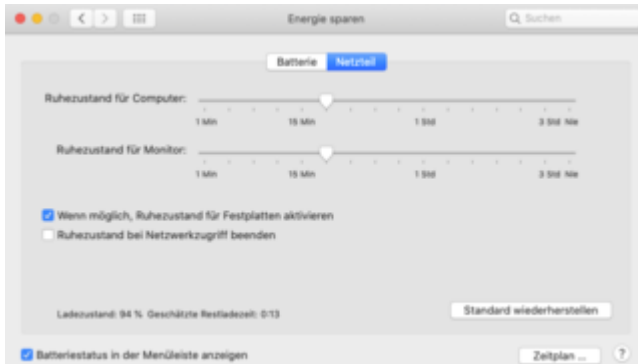 Energie sparen
Suchen
Batterie Netzteil
Ruhezustand für Computer:
1 Min 15 Min 1 Std 3 Std Nie
Ruhezustand für Monitor:
1 Min 15 Min 1 Std 3 Std Nie
Wenn möglich, Ruhezustand für Festplatten aktivieren
Ruhezustand bei Netzwerkzugriff beenden
Ladezustand: 94 % Geschätzte Restladezeit: 0:13
Standard wiederherstellen
Batteriestatus in der Menüleiste anzeigen
Zeitplan ...
?